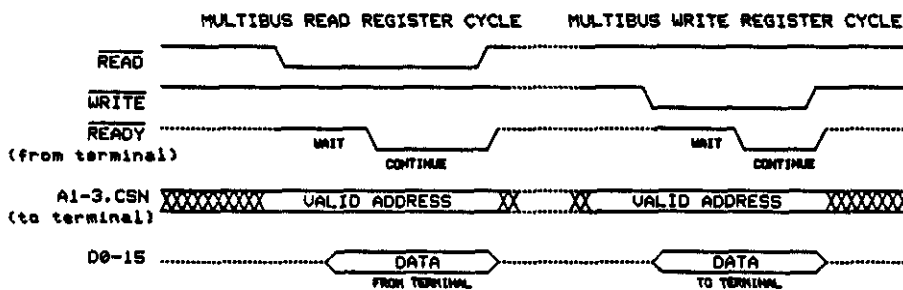 MULTIBUS READ REGISTER CYCLE MULTIBUS WRITE REGISTER CYCLE
READ
WRITE
READY
(from terminal)
WAIT
CONTINUE
WAIT
CONTINUE
A1-3.CSN
(to terminal)
VALID ADDRESS
VALID ADDRESS
D0-15
DATA
FROM TERMINAL
DATA
TO TERMINAL